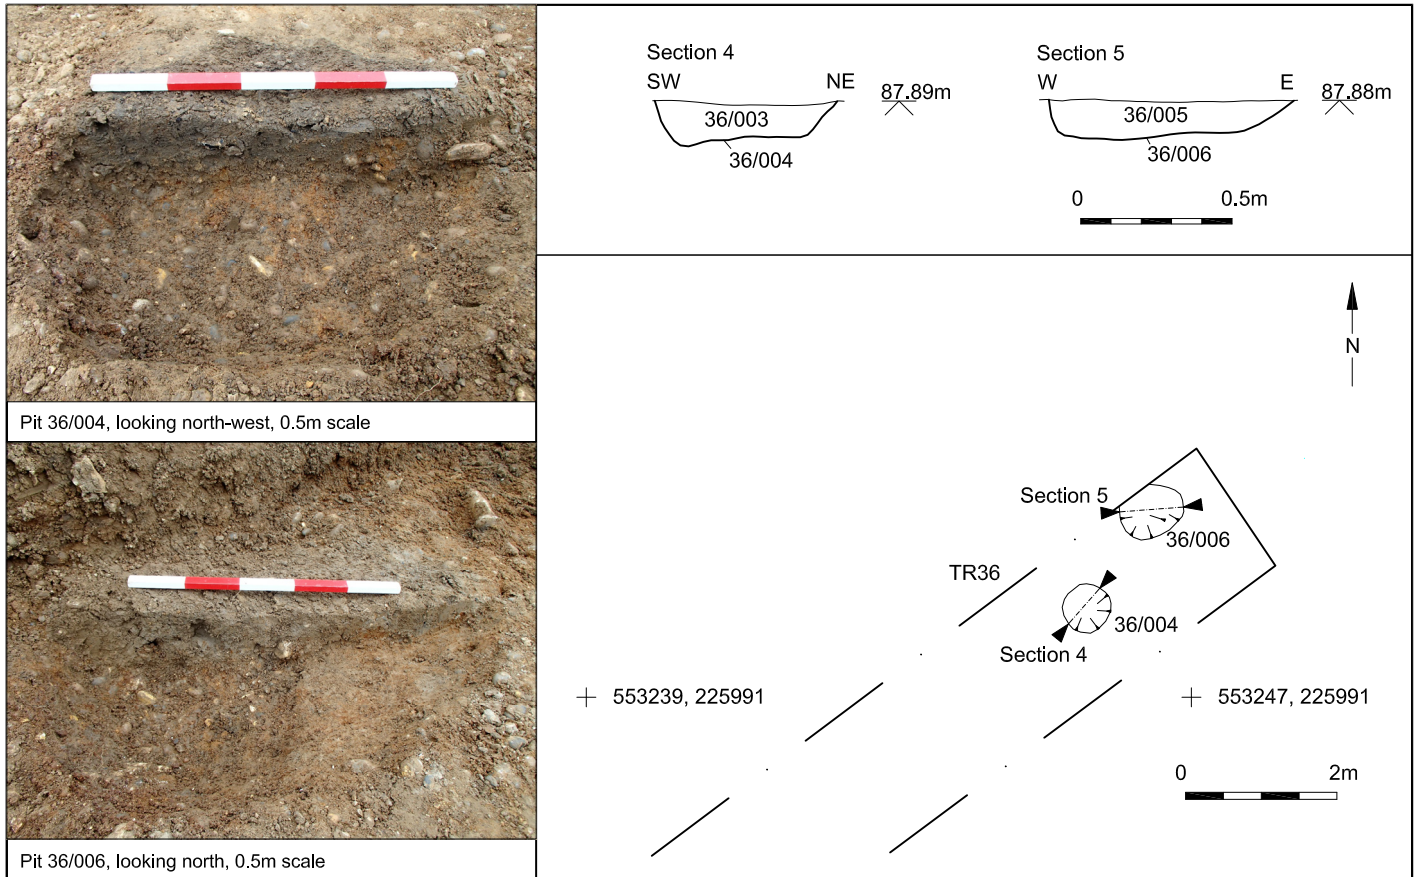 Pit 36/004, looking north-west, 0.5m scale
Pit 36/006, looking north, 0.5m scale
Section 4
SW NE 87.89m
36/003
36/004
Section 5
W E 87.88m
36/005
36/006
0 0.5m
N
Section 5
36/006
TR36
36/004
Section 4
553239, 225991
553247, 225991
0 2m